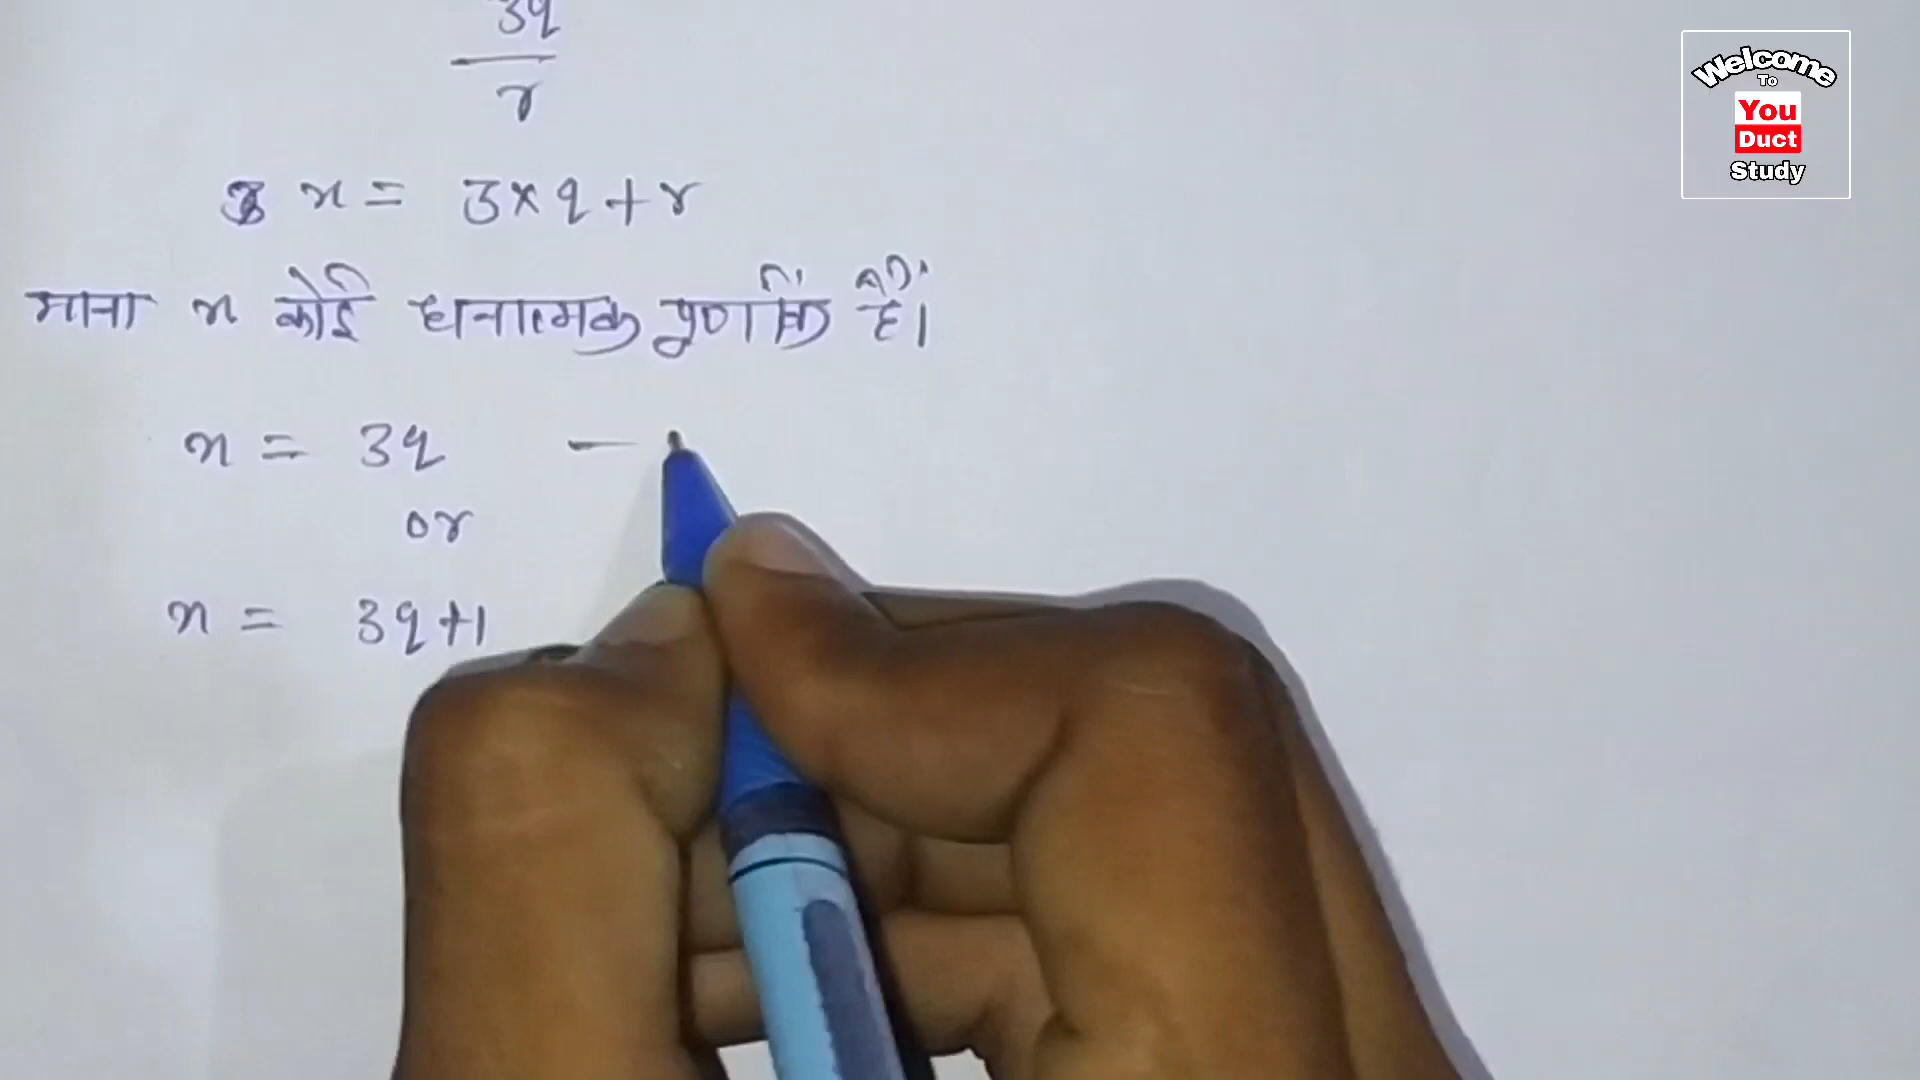 3q
r
x = 3×q+r
माना x कोई धनात्मक पूर्णांक है।
x = 3q —
or
x = 3q+1
Welcome
To
You
Duct
Study